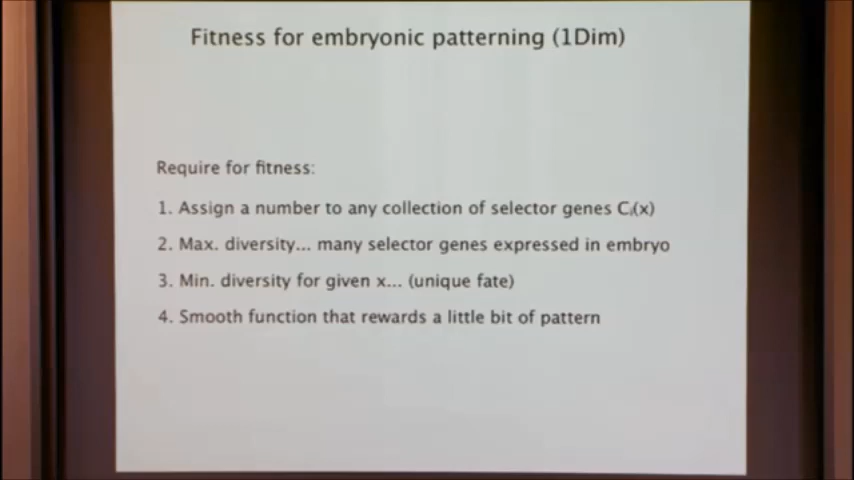 Fitness for embryonic patterning (1Dim)
Require for fitness:
1. Assign a number to any collection of selector genes Cᵢ(x)
2. Max. diversity... many selector genes expressed in embryo
3. Min. diversity for given x... (unique fate)
4. Smooth function that rewards a little bit of pattern